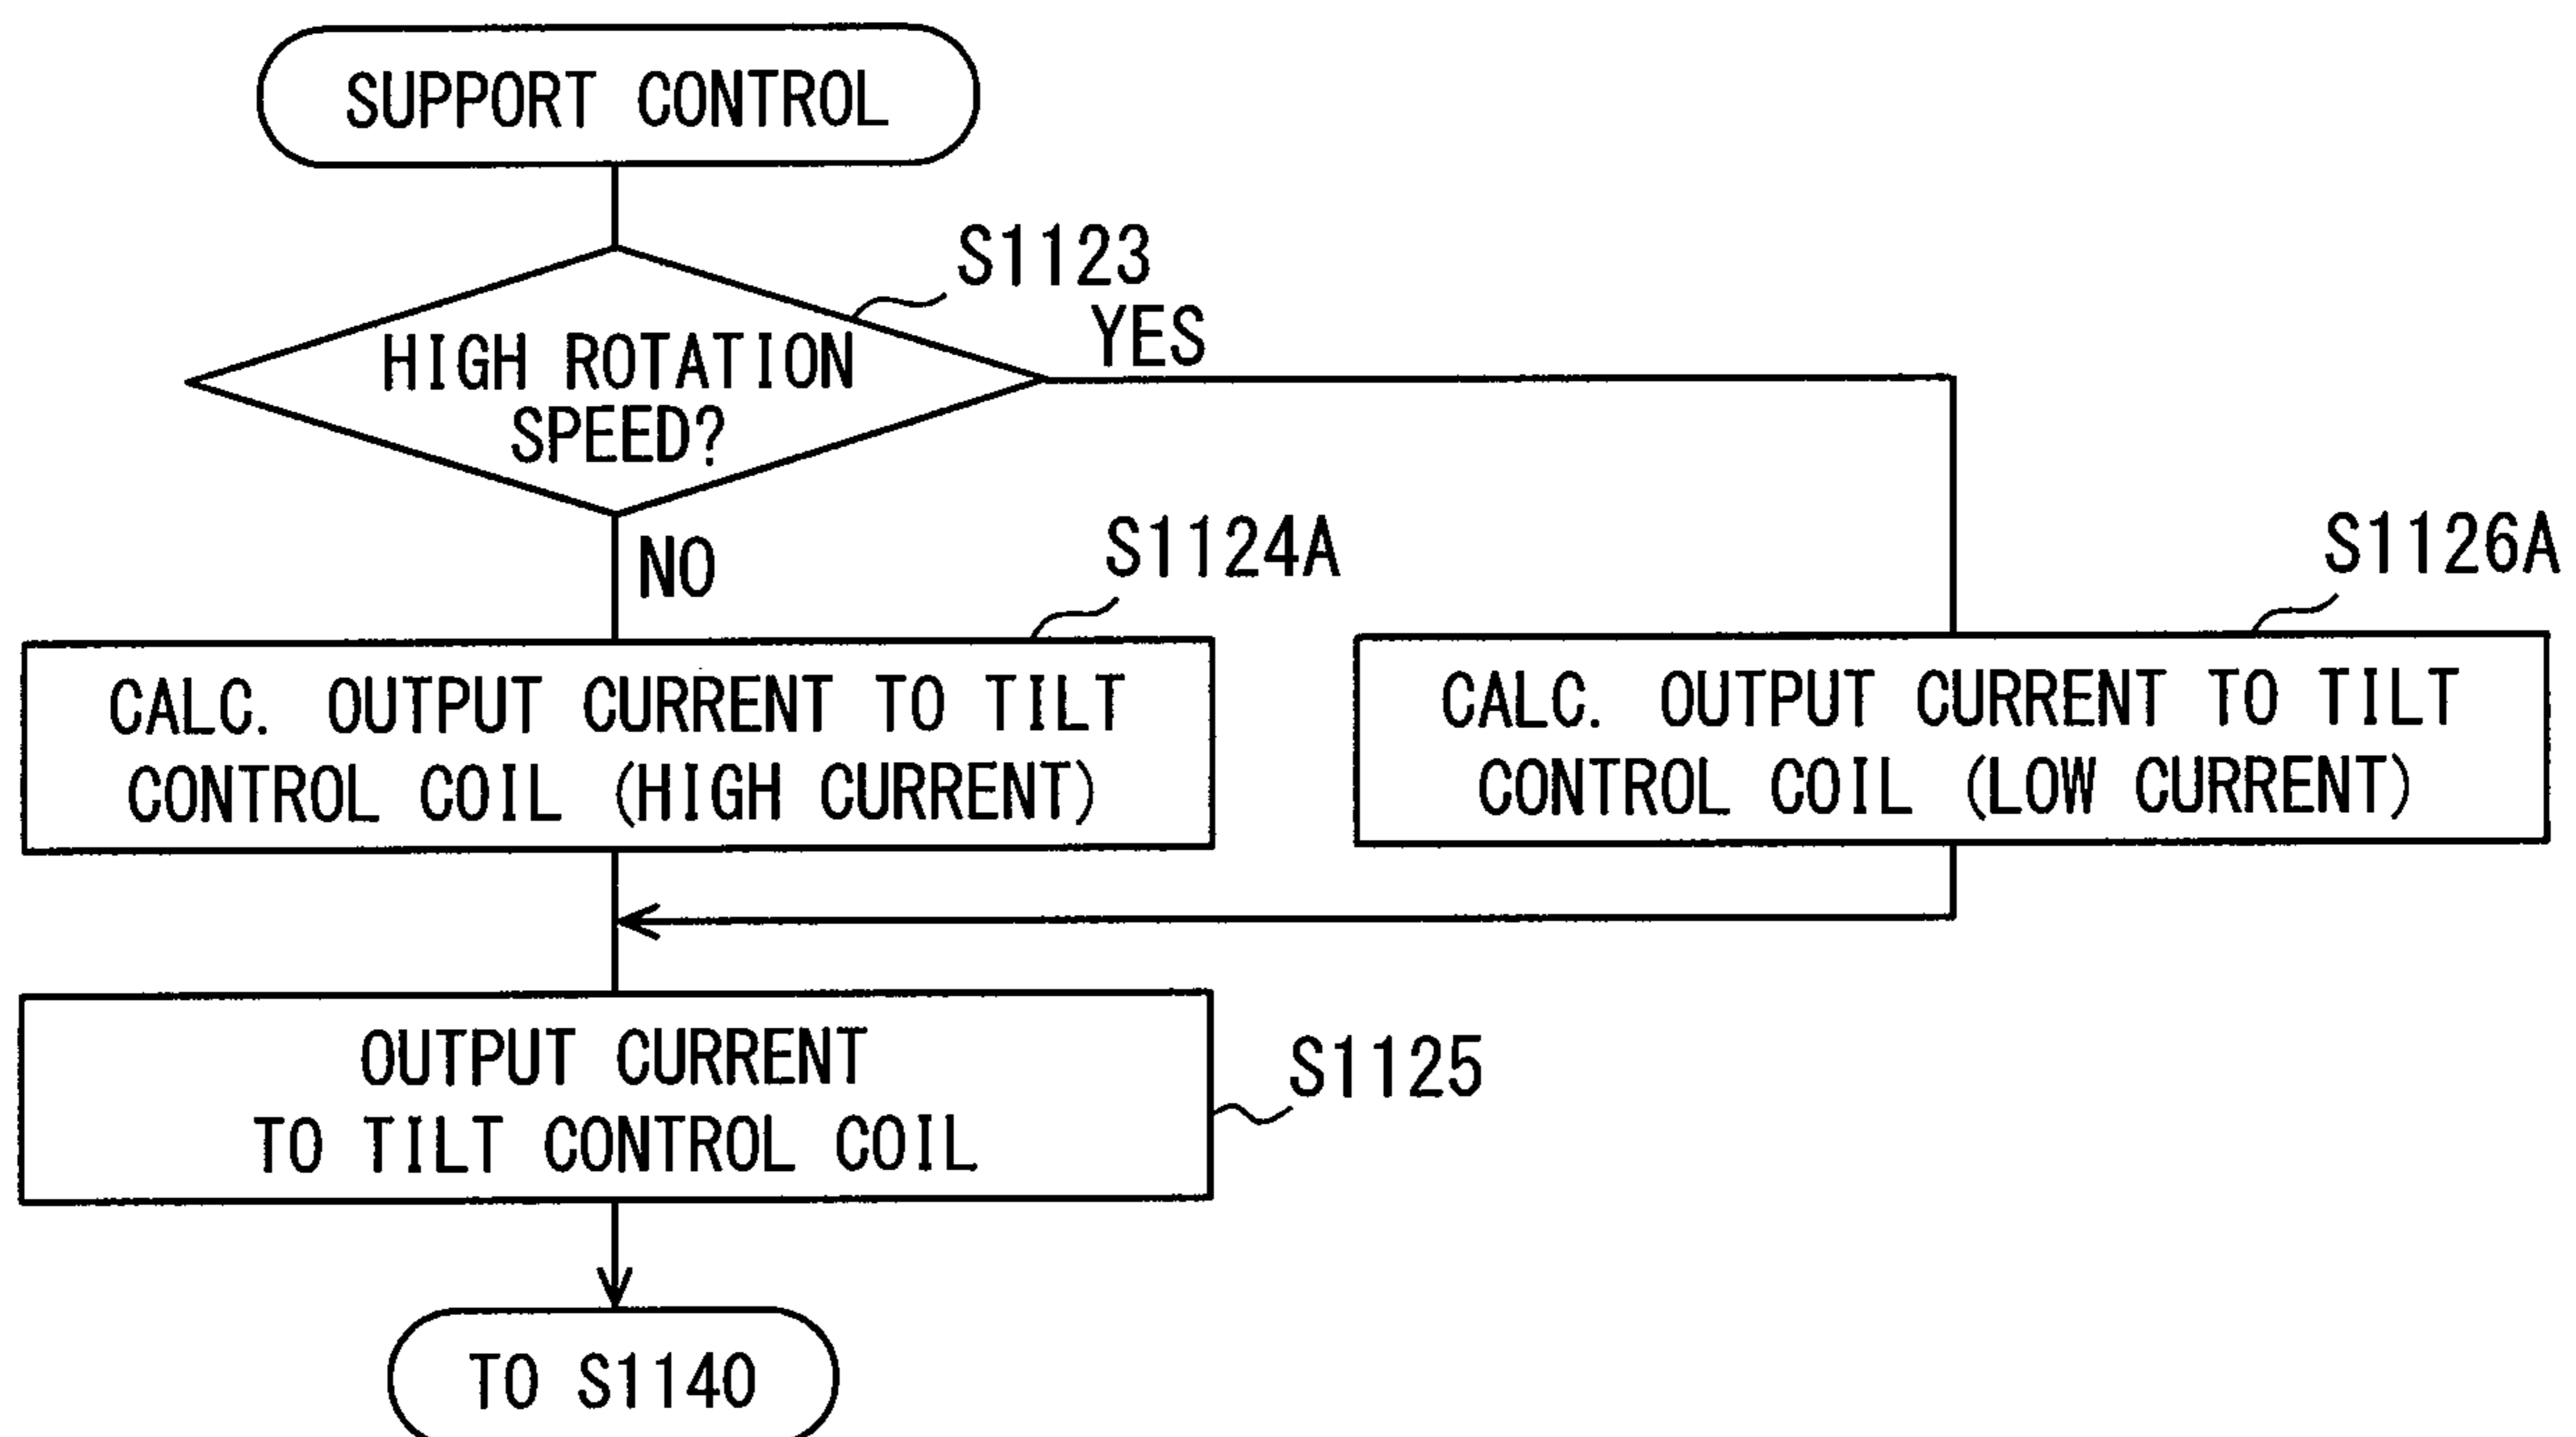 SUPPORT CONTROL
S1123
HIGH ROTATION
SPEED?
YES
NO
S1124A
CALC. OUTPUT CURRENT TO TILT
CONTROL COIL (HIGH CURRENT)
S1126A
CALC. OUTPUT CURRENT TO TILT
CONTROL COIL (LOW CURRENT)
OUTPUT CURRENT
TO TILT CONTROL COIL
S1125
TO S1140